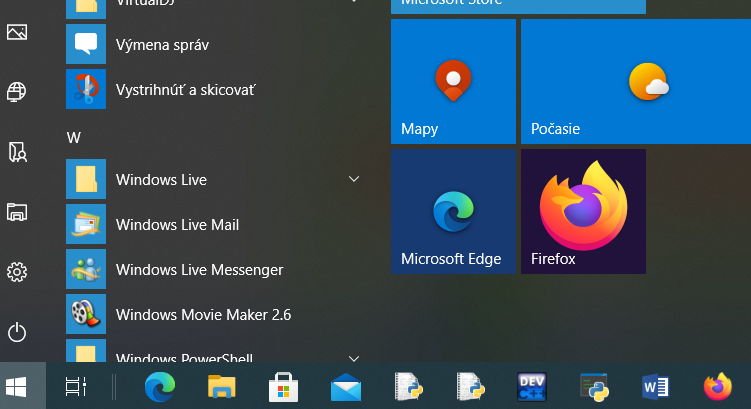 VirtualDJ
Výmena správ
Vystrihnúť a skicovať
W
Windows Live
Windows Live Mail
Windows Live Messenger
Windows Movie Maker 2.6
Windows PowerShell
Microsoft Store
Mapy
Počasie
Microsoft Edge
Firefox
DEV
C++
W